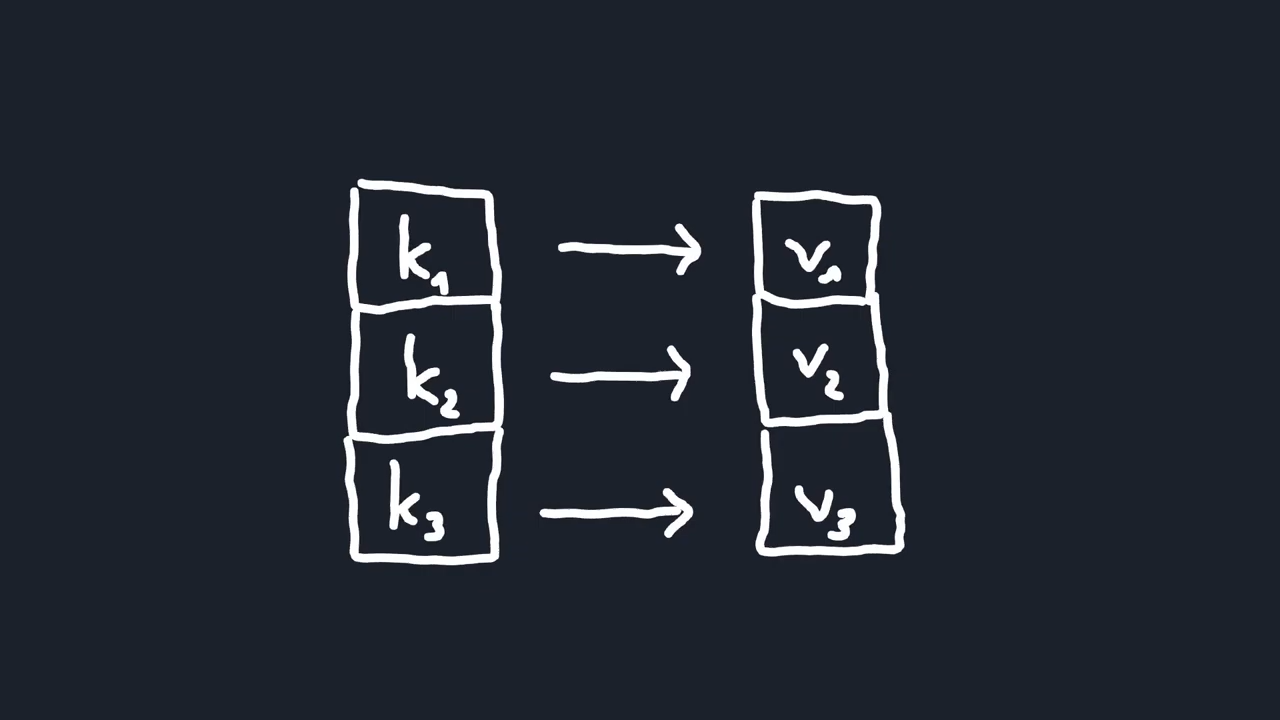 k₁ → v₁
k₂ → v₂
k₃ → v₃